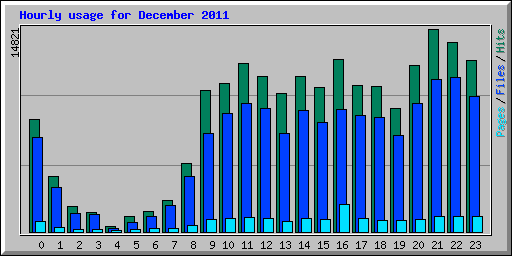 Hourly usage for December 2011
14821
Pages/Files/Hits
0 1 2 3 4 5 6 7 8 9 10 11 12 13 14 15 16 17 18 19 20 21 22 23